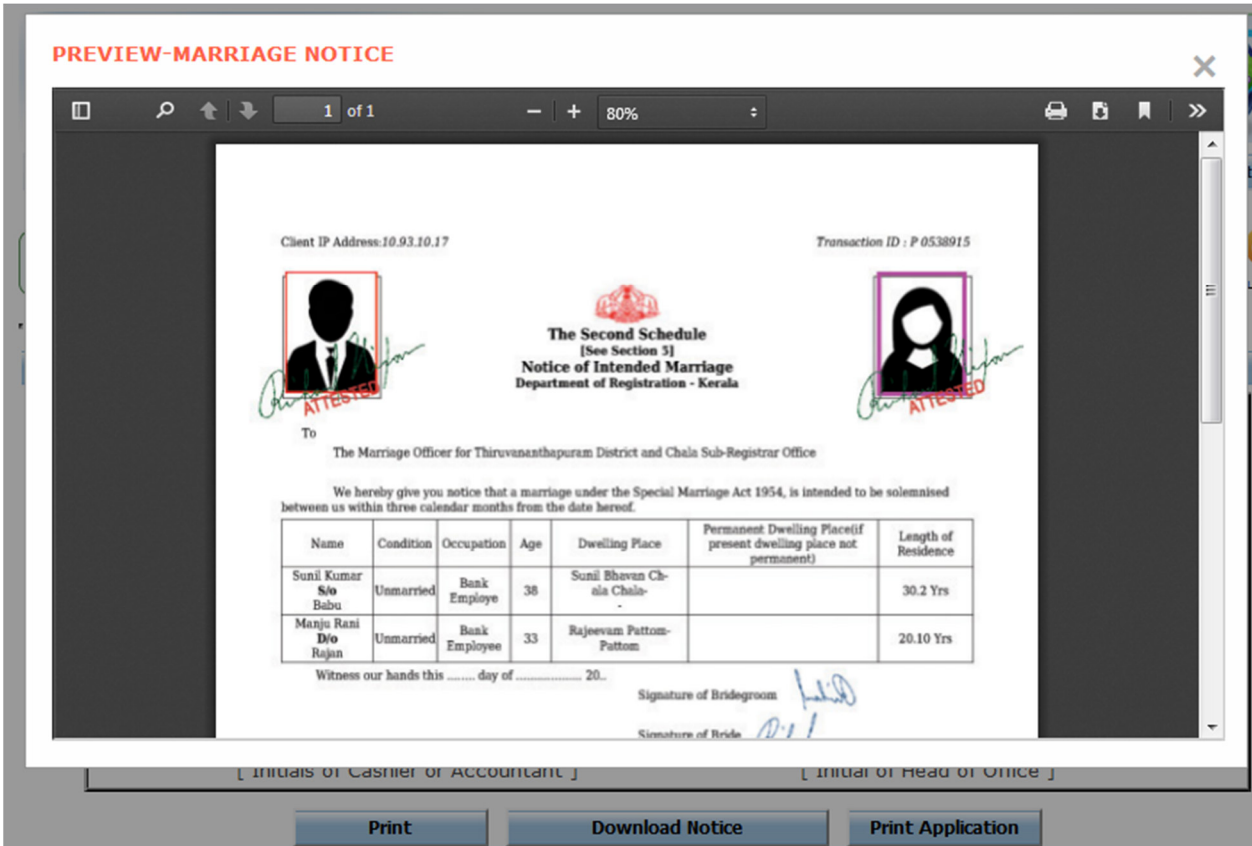 PREVIEW-MARRIAGE NOTICE
1 of 1
80%
Client IP Address:10.93.10.17
Transaction ID : P 0538915
The Second Schedule
[See Section 5]
Notice of Intended Marriage
Department of Registration - Kerala
ATTESTED
ATTESTED
To
The Marriage Officer for Thiruvananthapuram District and Chala Sub-Registrar Office
We hereby give you notice that a marriage under the Special Marriage Act 1954, is intended to be solemnised
between us within three calendar months from the date hereof.
Name Condition Occupation Age Dwelling Place Permanent Dwelling Place(if present dwelling place not permanent) Length of Residence
Sunil Kumar S/o Babu Unmarried Bank Employe 38 Sunil Bhavan Ch-ala Chala-- 30.2 Yrs
Manju Rani D/o Rajan Unmarried Bank Employee 33 Rajeevam Pattom-Pattom 20.10 Yrs
Witness our hands this ........ day of ................... 20..
Signature of Bridegroom
Signature of Bride
[ Initials of Cashier or Accountant ] [ Initial of Head of Office ]
Print
Download Notice
Print Application